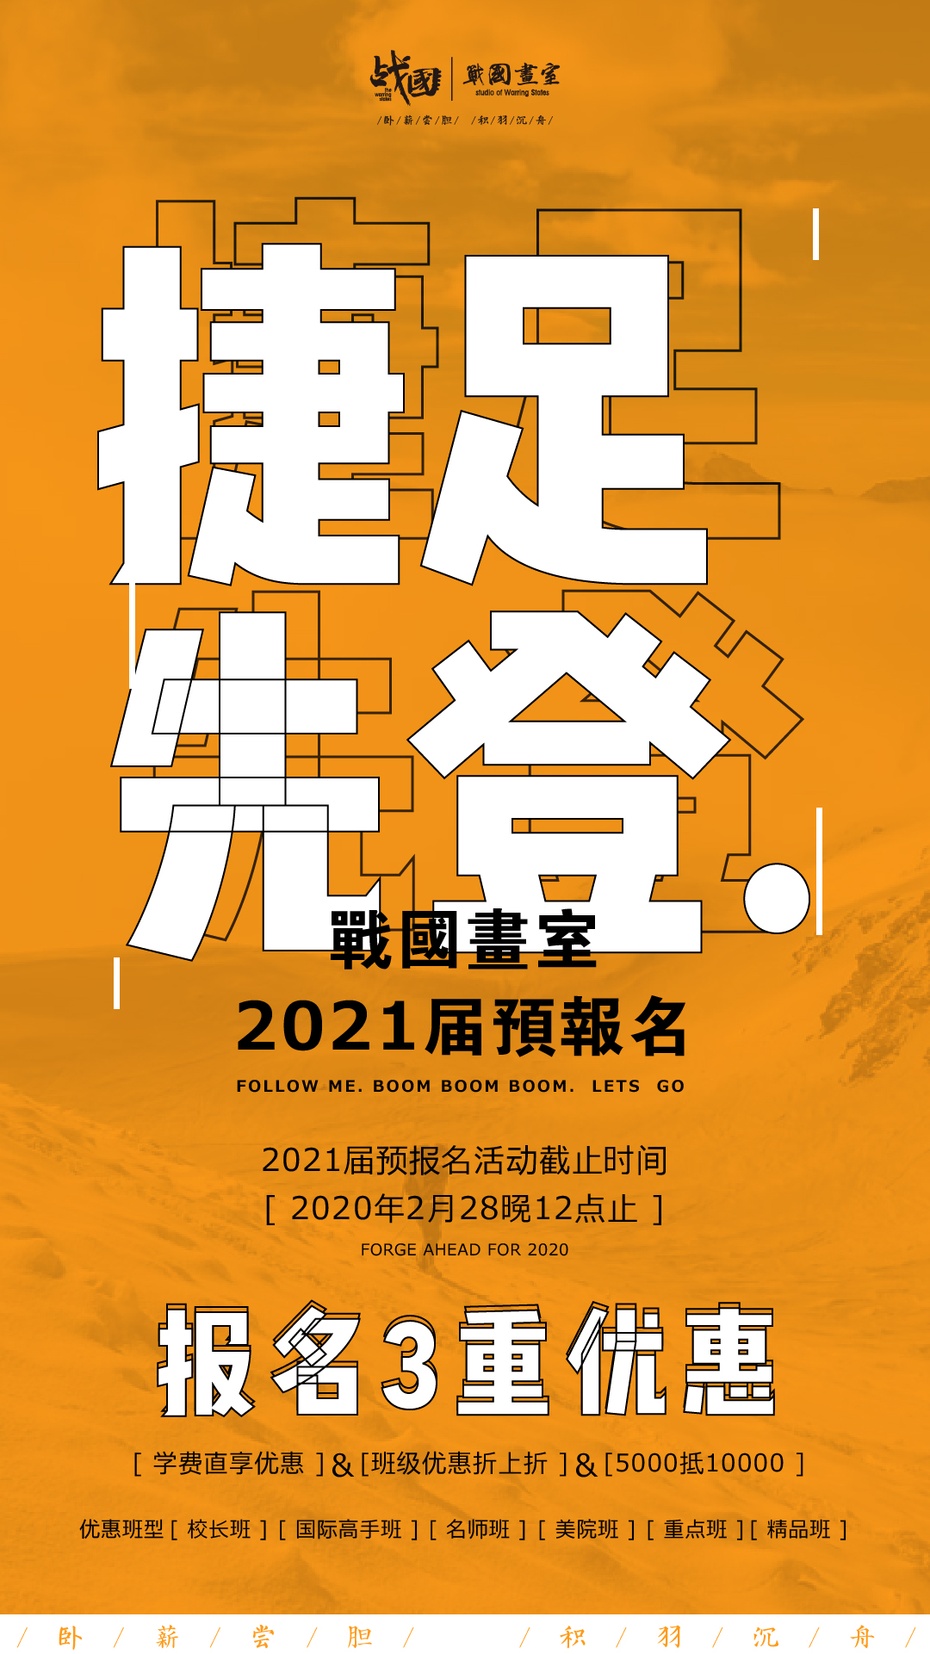 战國 戰國畫室
the warring states studio of Warring States
/卧/薪/尝/胆/ /积/羽/沉/舟/
捷足
先登.
戰國畫室
2021届預報名
FOLLOW ME. BOOM BOOM BOOM. LETS GO
2021届预报名活动截止时间
[ 2020年2月28晚12点止 ]
FORGE AHEAD FOR 2020
报名3重优惠
[ 学费直享优惠 ]&[班级优惠折上折 ]&[5000抵10000 ]
优惠班型[ 校长班 ] [ 国际高手班 ] [ 名师班 ] [ 美院班 ] [ 重点班 ][ 精品班 ]
/ 卧 / 薪 / 尝 / 胆 / / 积 / 羽 / 沉 / 舟 /